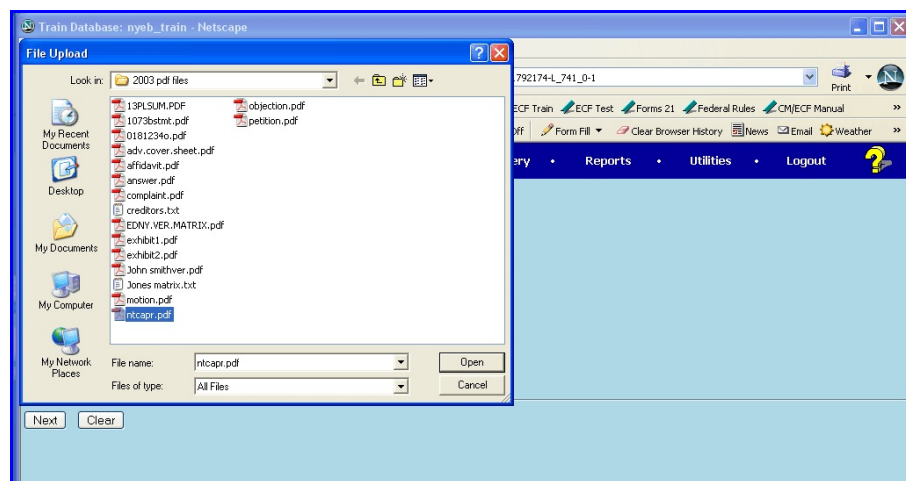 Train Database: nyeb_train - Netscape
File Upload
Look in: 2003 pdf files
.792174-L_741_0-1
Print
13PLSUM.PDF
1073bstmt.pdf
0181234o.pdf
adv.cover.sheet.pdf
affidavit.pdf
answer.pdf
complaint.pdf
creditors.txt
EDNY.VER.MATRIX.pdf
exhibit1.pdf
exhibit2.pdf
John smithver.pdf
Jones matrix.txt
motion.pdf
ntcapr.pdf
objection.pdf
petition.pdf
My Recent
Documents
Desktop
My Documents
My Computer
My Network
Places
ECF Train ECF Test Forms 21 Federal Rules CM/ECF Manual »
Form Fill Clear Browser History News Email Weather »
ery • Reports • Utilities • Logout ?
File name: ntcapr.pdf Open
Files of type: All Files Cancel
Next Clear